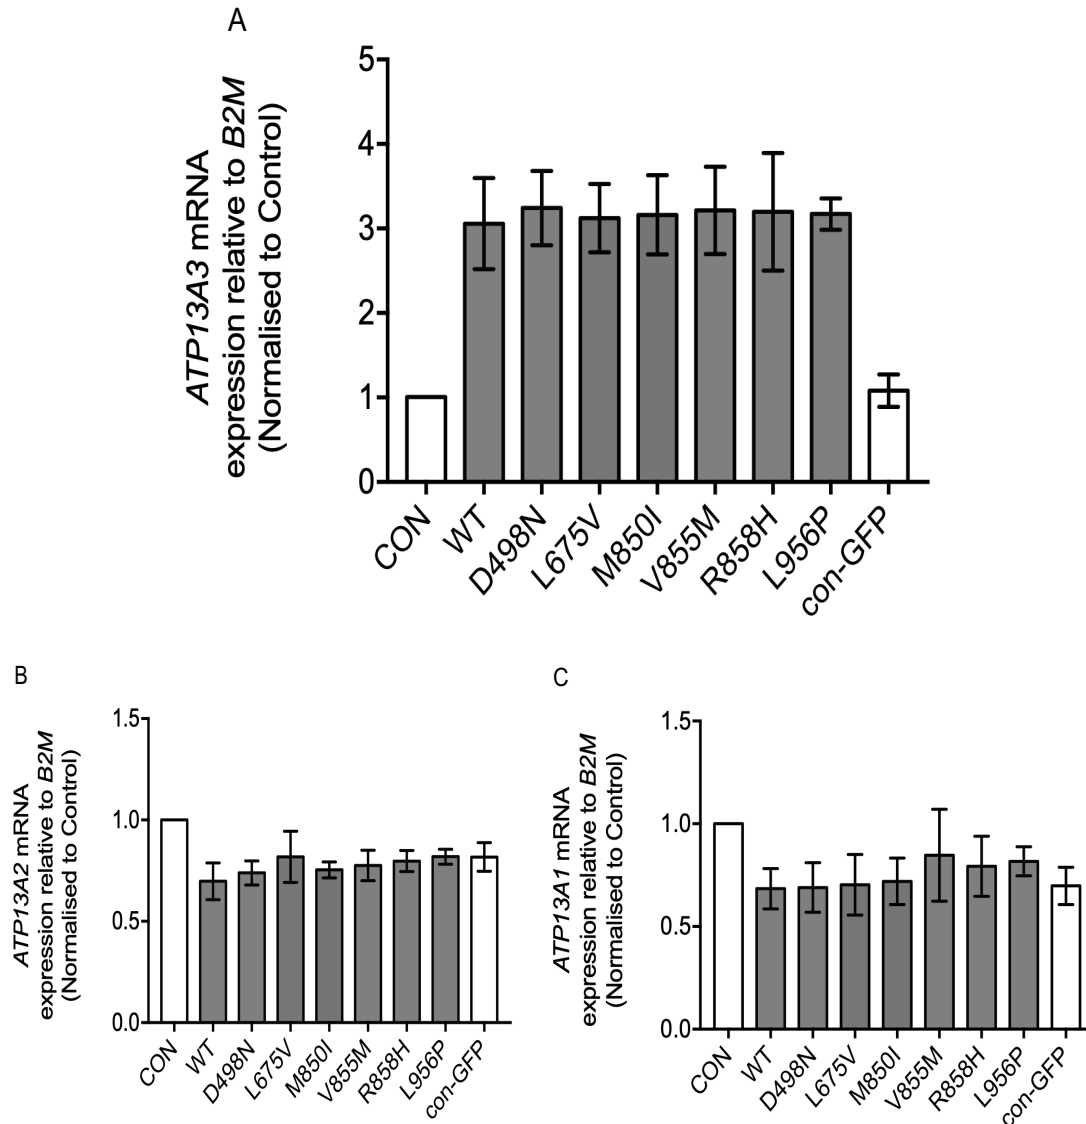 A
ATP13A3 mRNA
expression relative to B2M
(Normalised to Control)
5
4
3
2
1
0
CON
WT
D498N
L675V
M850I
V855M
R858H
L956P
con-GFP
B
ATP13A2 mRNA
expression relative to B2M
(Normalised to Control)
1.5
1.0
0.5
0.0
CON
WT
D498N
L675V
M850I
V855M
R858H
L956P
con-GFP
C
ATP13A1 mRNA
expression relative to B2M
(Normalised to Control)
1.5
1.0
0.5
0.0
CON
WT
D498N
L675V
M850I
V855M
R858H
L956P
con-GFP